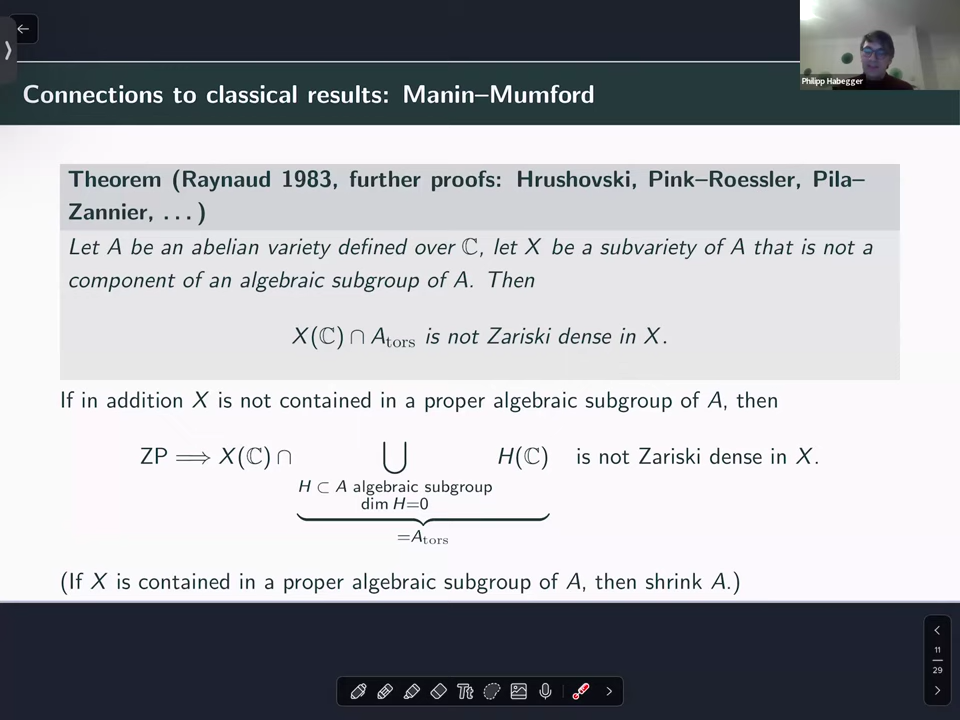 Philipp Habegger
Connections to classical results: Manin–Mumford
Theorem (Raynaud 1983, further proofs: Hrushovski, Pink–Roessler, Pila–
Zannier, ...)
Let A be an abelian variety defined over ℂ, let X be a subvariety of A that is not a
component of an algebraic subgroup of A. Then
X(ℂ) ∩ A_tors is not Zariski dense in X.
If in addition X is not contained in a proper algebraic subgroup of A, then
ZP ⟹ X(ℂ) ∩ ⋃ H(ℂ) is not Zariski dense in X.
H ⊂ A algebraic subgroup
dim H=0
=A_tors
(If X is contained in a proper algebraic subgroup of A, then shrink A.)
11
29
Tt